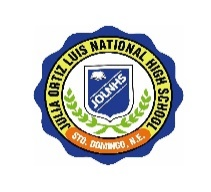 JULIA ORTIZ LUIS NATIONAL HIGH SCHOOL
JOLNHS
STO. DOMINGO, N.E.